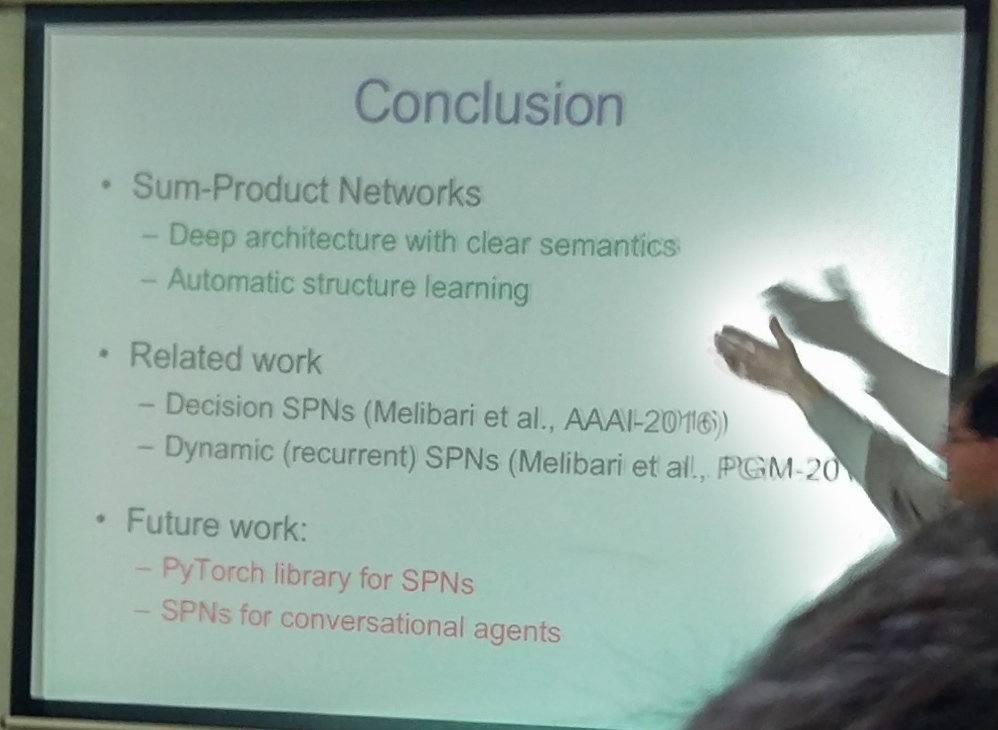 Conclusion
• Sum-Product Networks
– Deep architecture with clear semantics
– Automatic structure learning
• Related work
– Decision SPNs (Melibari et al., AAAI-2016)
– Dynamic (recurrent) SPNs (Melibari et al., PGM-20
• Future work:
– PyTorch library for SPNs
– SPNs for conversational agents